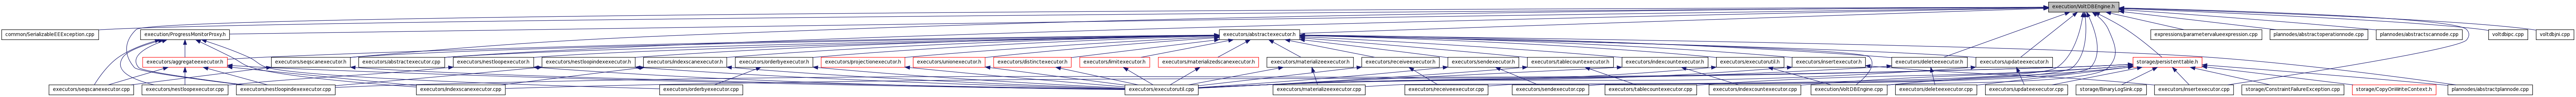 execution/VoltDBEngine.h
common/SerializableEEException.cpp
execution/ProgressMonitorProxy.h
executors/abstractexecutor.h
expressions/parametervalueexpression.cpp
plannodes/abstractoperationnode.cpp
plannodes/abstractscannode.cpp
voltdbipc.cpp
voltdbjni.cpp
executors/aggregateexecutor.h
executors/seqscanexecutor.h
executors/abstractexecutor.cpp
executors/nestloopexecutor.h
executors/nestloopindexexecutor.h
executors/indexscanexecutor.h
executors/orderbyexecutor.h
executors/projectionexecutor.h
executors/unionexecutor.h
executors/distinctexecutor.h
executors/limitexecutor.h
executors/materializedscanexecutor.h
executors/materializeexecutor.h
executors/receiveexecutor.h
executors/sendexecutor.h
executors/tablecountexecutor.h
executors/indexcountexecutor.h
executors/executorutil.h
executors/insertexecutor.h
executors/deleteexecutor.h
executors/updateexecutor.h
storage/persistenttable.h
executors/seqscanexecutor.cpp
executors/nestloopexecutor.cpp
executors/nestloopindexexecutor.cpp
executors/indexscanexecutor.cpp
executors/orderbyexecutor.cpp
executors/executorutil.cpp
executors/materializeexecutor.cpp
executors/receiveexecutor.cpp
executors/sendexecutor.cpp
executors/tablecountexecutor.cpp
executors/indexcountexecutor.cpp
execution/VoltDBEngine.cpp
executors/deleteexecutor.cpp
executors/updateexecutor.cpp
storage/BinaryLogSink.cpp
executors/insertexecutor.cpp
storage/ConstraintFailureException.cpp
storage/CopyOnWriteContext.h
plannodes/abstractplannode.cpp